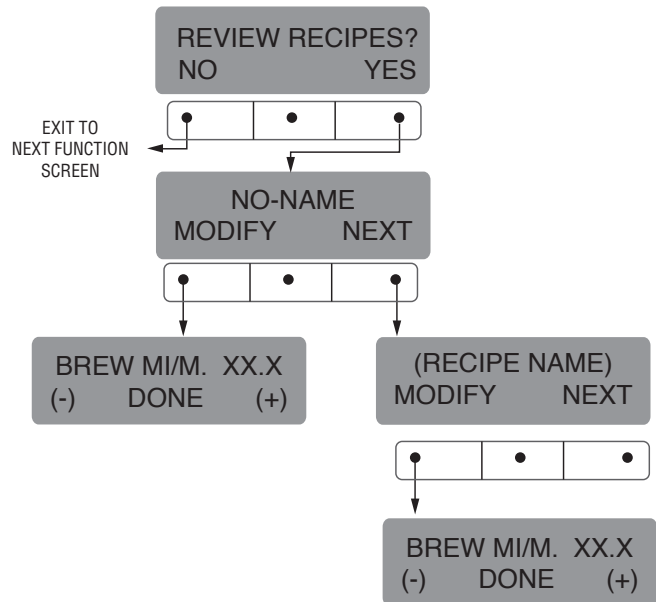 REVIEW RECIPES?
NO YES
EXIT TO
NEXT FUNCTION
SCREEN
NO-NAME
MODIFY NEXT
BREW MI/M. XX.X
(-) DONE (+)
(RECIPE NAME)
MODIFY NEXT
BREW MI/M. XX.X
(-) DONE (+)